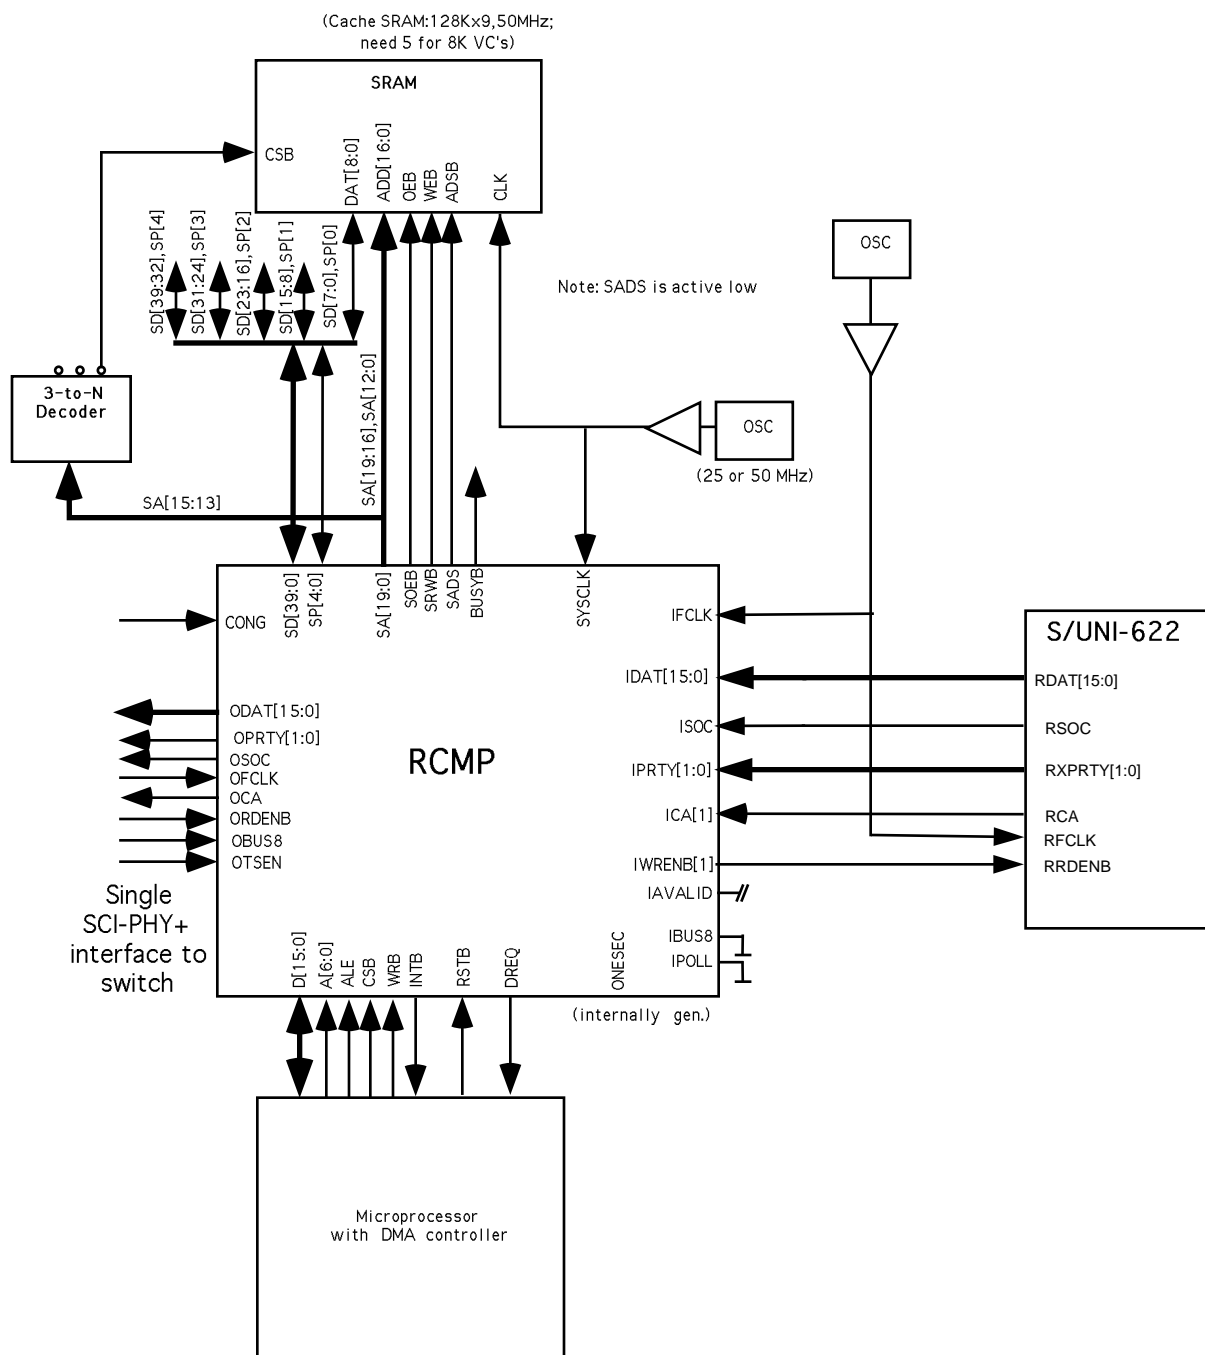 (Cache SRAM:128Kx9,50MHz;
need 5 for 8K VC's)
SRAM
CSB
DAT[8:0]
ADD[16:0]
OEB
WEB
ADSB
CLK
SD[39:32],SP[4]
SD[31:24],SP[3]
SD[23:16],SP[2]
SD[15:8],SP[1]
SD[7:0],SP[0]
OSC
Note: SADS is active low
3-to-N
Decoder
SA[19:16],SA[12:0]
OSC
(25 or 50 MHz)
SA[15:13]
SD[39:0]
SP[4:0]
SA[19:0]
SOEB
SRWB
SADS
BUSYB
SYSCLK
CONG
IFCLK
S/UNI-622
IDAT[15:0]
RDAT[15:0]
ODAT[15:0]
ISOC
RSOC
OPRTY[1:0]
OSOC
RCMP
IPRTY[1:0]
RXPRTY[1:0]
OFCLK
OCA
ORDENB
ICA[1]
RCA
OBUS8
RFCLK
OTSEN
IWRENB[1]
RRDENB
Single
SCI-PHY+
interface to
switch
IAVALID
IBUS8
IPOLL
D[15:0]
A[6:0]
ALE
CSB
WRB
INTB
RSTB
DREQ
ONESEC
(internally gen.)
Microprocessor
with DMA controller